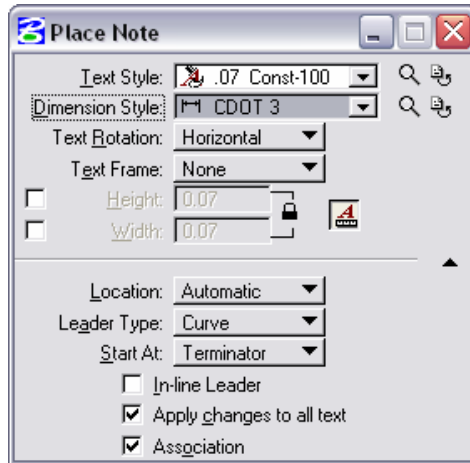 Place Note
Text Style: .07 Const-100
Dimension Style: CDOT 3
Text Rotation: Horizontal
Text Frame: None
Height: 0.07
Width: 0.07
A
Location: Automatic
Leader Type: Curve
Start At: Terminator
In-line Leader
Apply changes to all text
Association